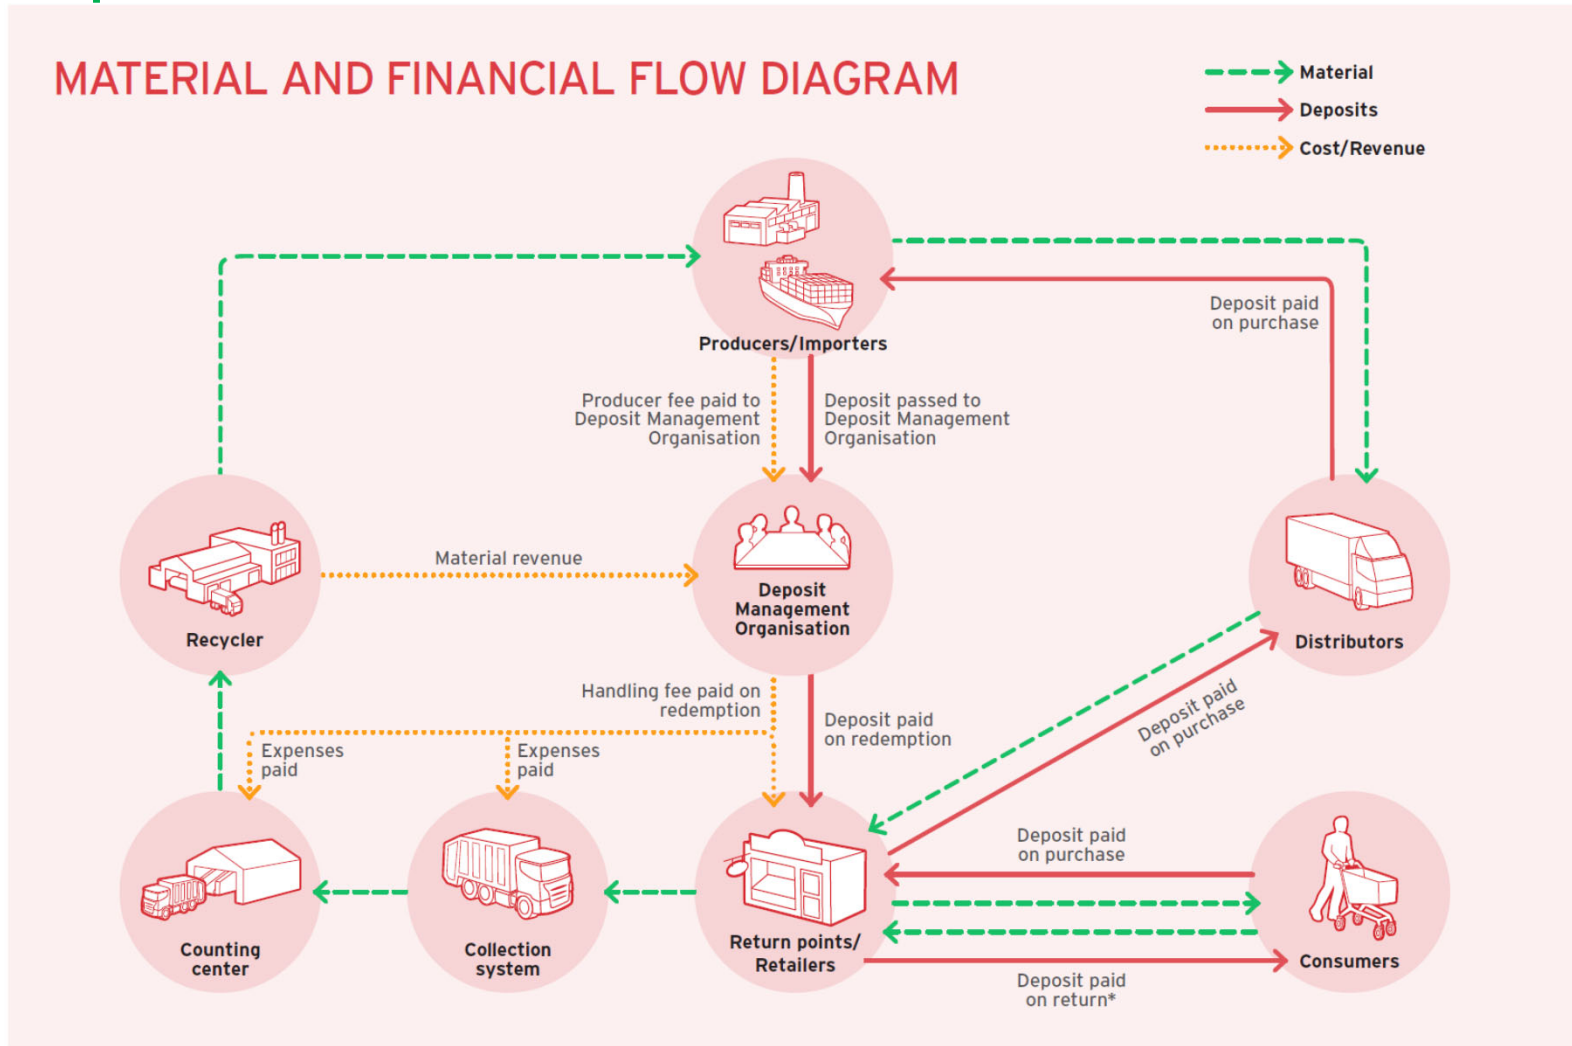 MATERIAL AND FINANCIAL FLOW DIAGRAM
Material
Deposits
Cost/Revenue
Deposit paid
on purchase
Producers/Importers
Producer fee paid to
Deposit Management
Organisation
Deposit passed to
Deposit Management
Organisation
Material revenue
Recycler
Deposit
Management
Organisation
Distributors
Handling fee paid on
redemption
Deposit paid
on redemption
Deposit paid
on purchase
Expenses
paid
Expenses
paid
Deposit paid
on purchase
Counting
center
Collection
system
Return points/
Retailers
Consumers
Deposit paid
on return*